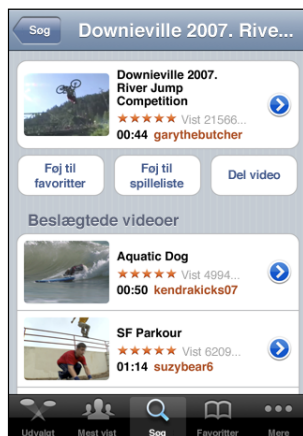 Søg
Downieville 2007. Rive...
Downieville 2007.
River Jump
Competition
Vist 21566...
00:44 garythebutcher
Føj til
favoritter
Føj til
spilleliste
Del video
Beslægtede videoer
Aquatic Dog
Vist 4994...
00:50 kendrakicks07
SF Parkour
Vist 6209...
01:14 suzybear6
Udvalgt
Mest vist
Søg
Favoritter
Mere